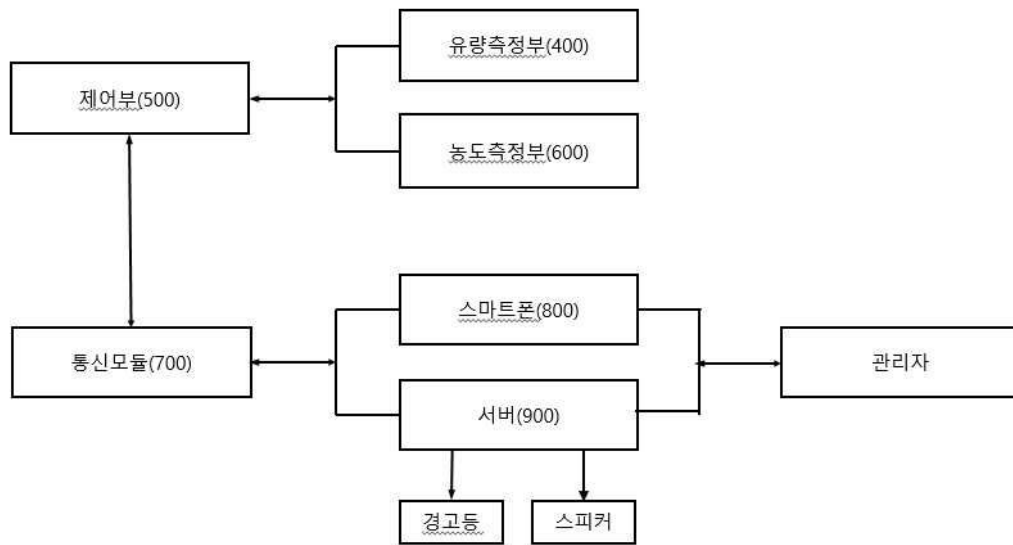 유량측정부(400)
제어부(500)
농도측정부(600)
스마트폰(800)
통신모듈(700)
관리자
서버(900)
경고등
스피커